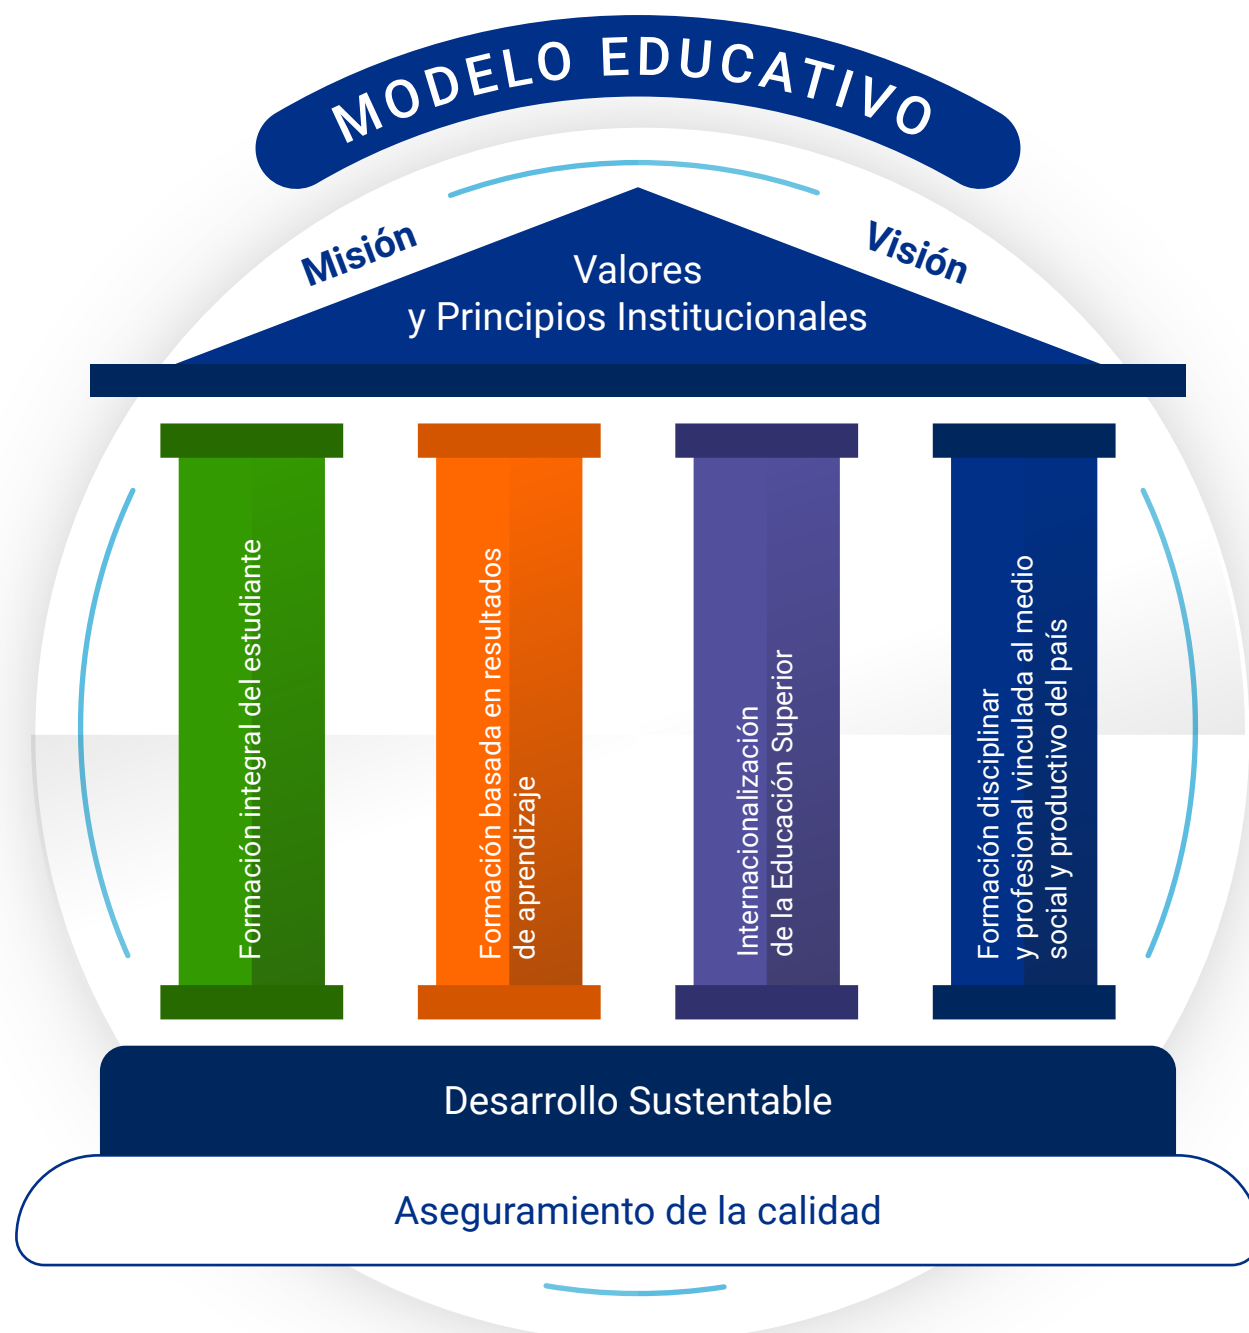 MODELO EDUCATIVO
Misión
Visión
Valores
y Principios Institucionales
Formación integral del estudiante
Formación basada en resultados
de aprendizaje
Internacionalización
de la Educación Superior
Formación disciplinar
y profesional vinculada al medio
social y productivo del país
Desarrollo Sustentable
Aseguramiento de la calidad